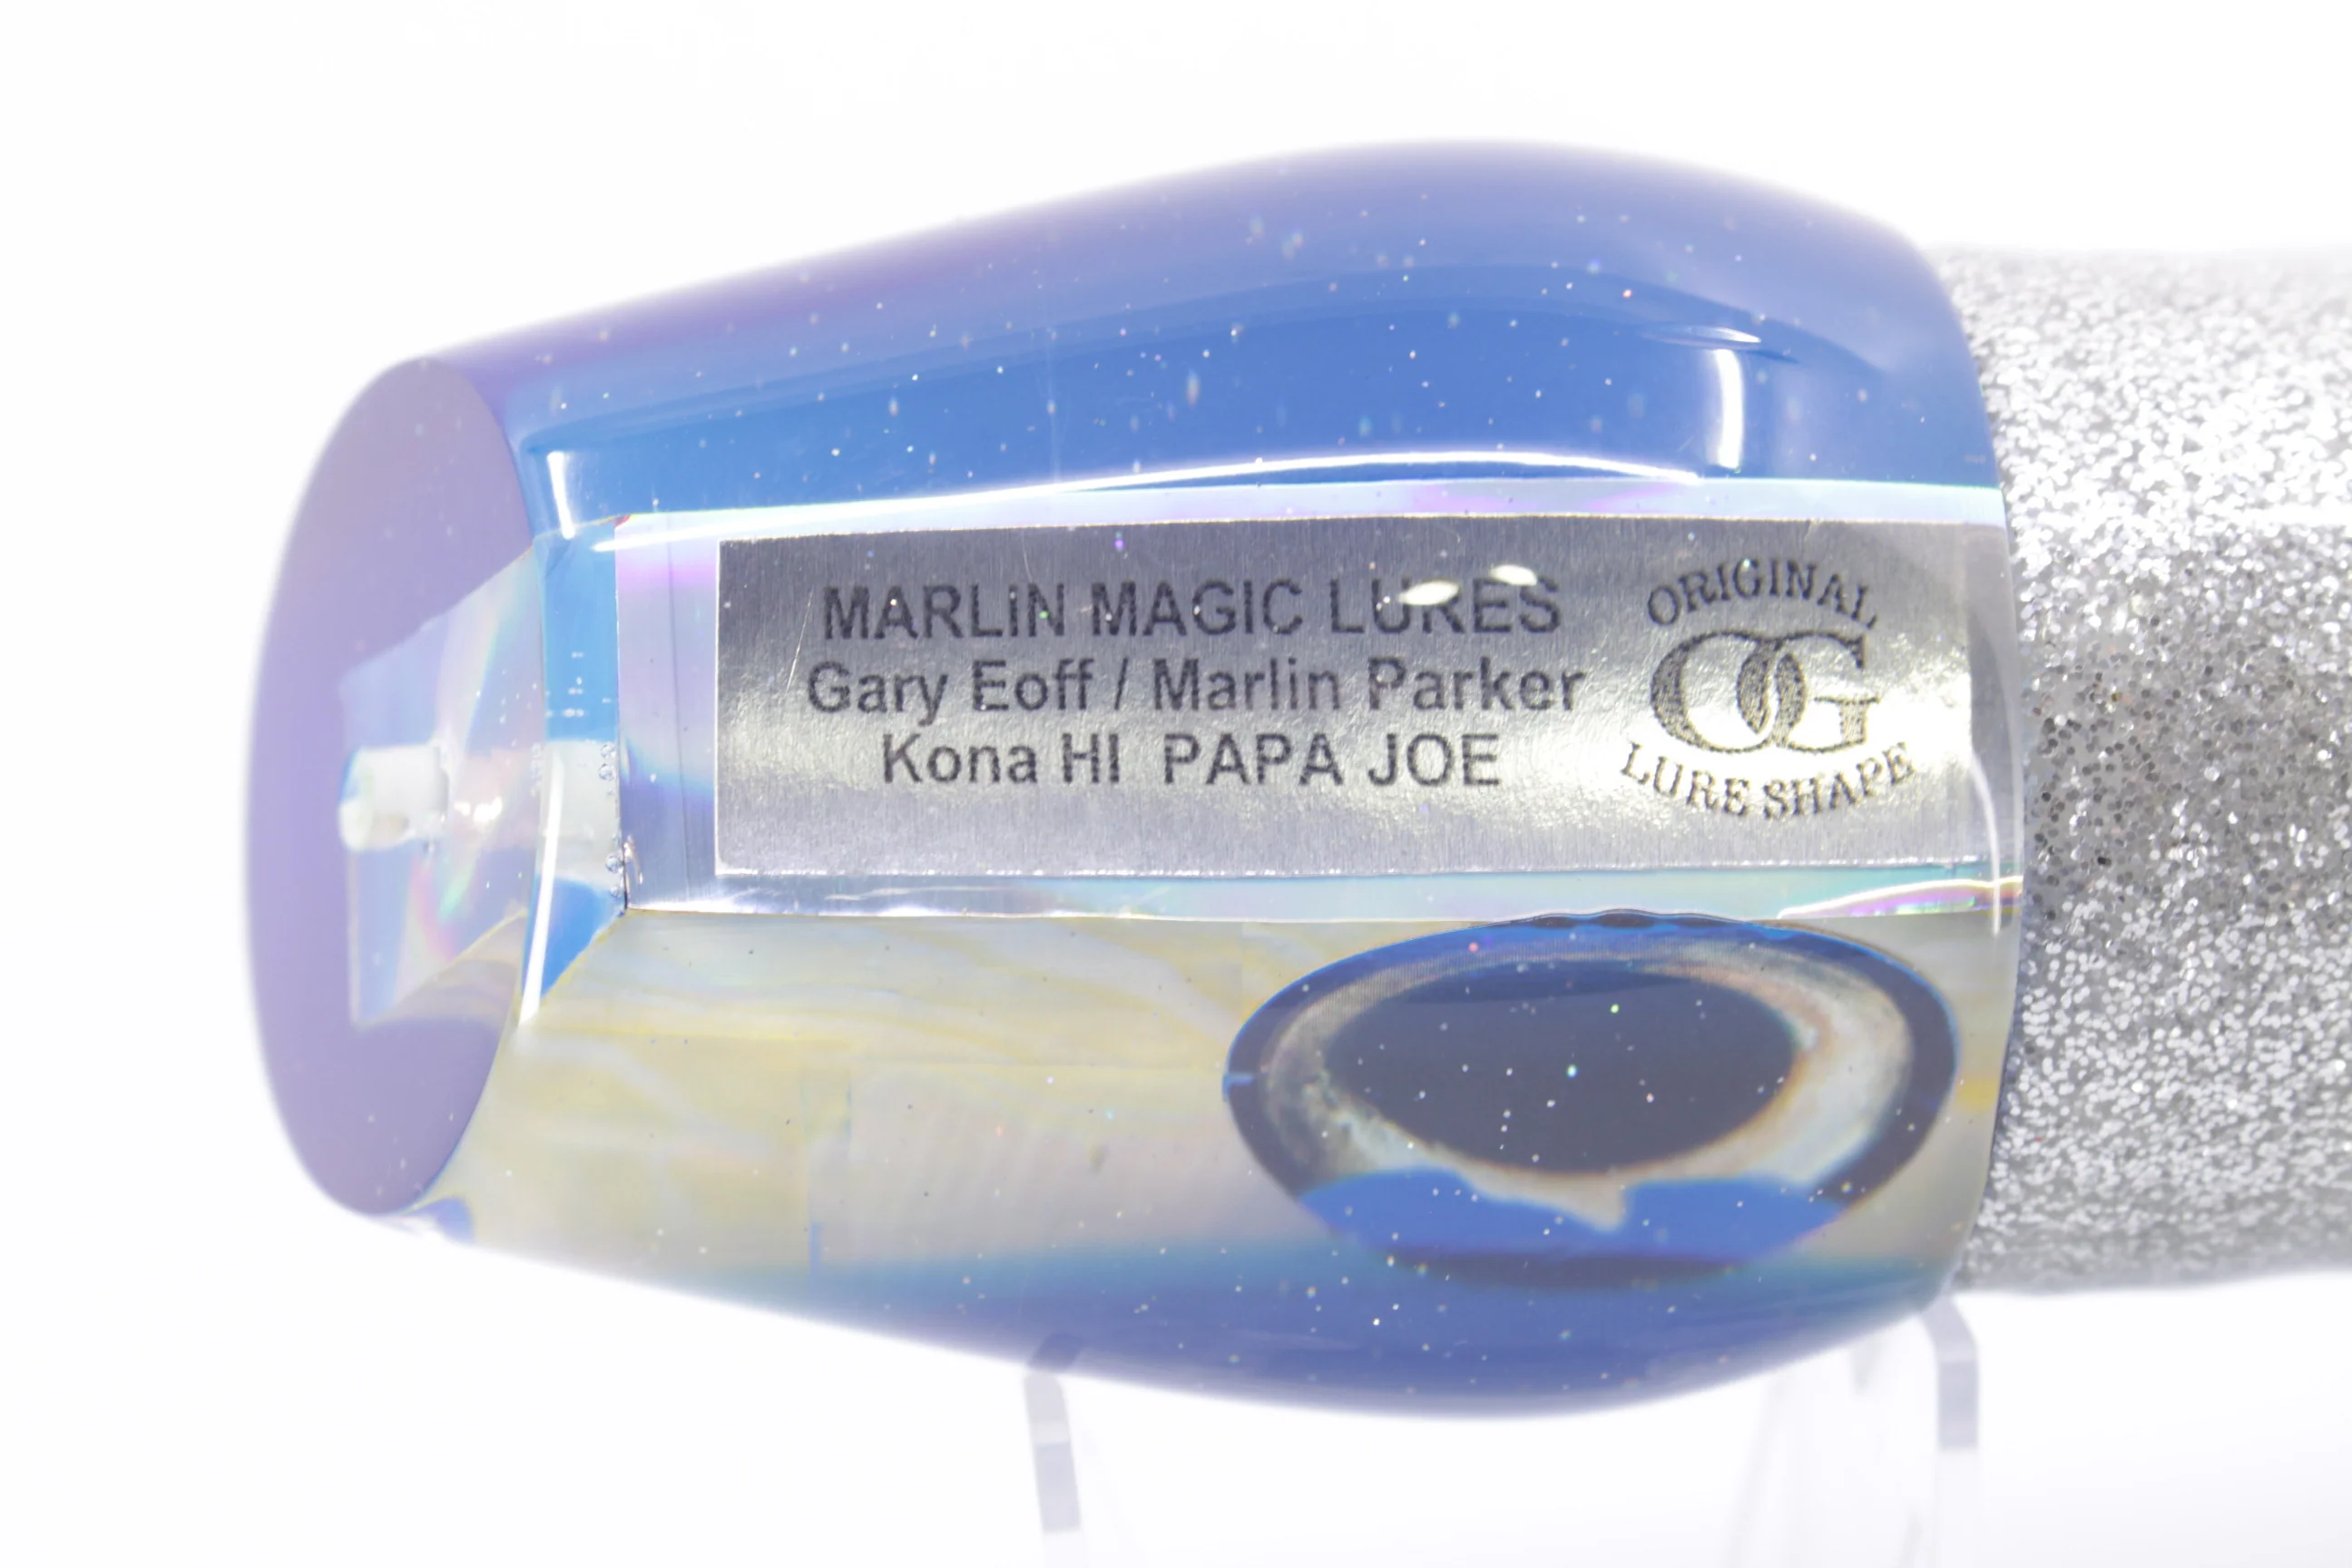 MARLiN MAGIC LURES
Gary Eoff / Marlin Parker
Kona HI PAPA JOE
ORIGINAL
OG
LURE SHAPE